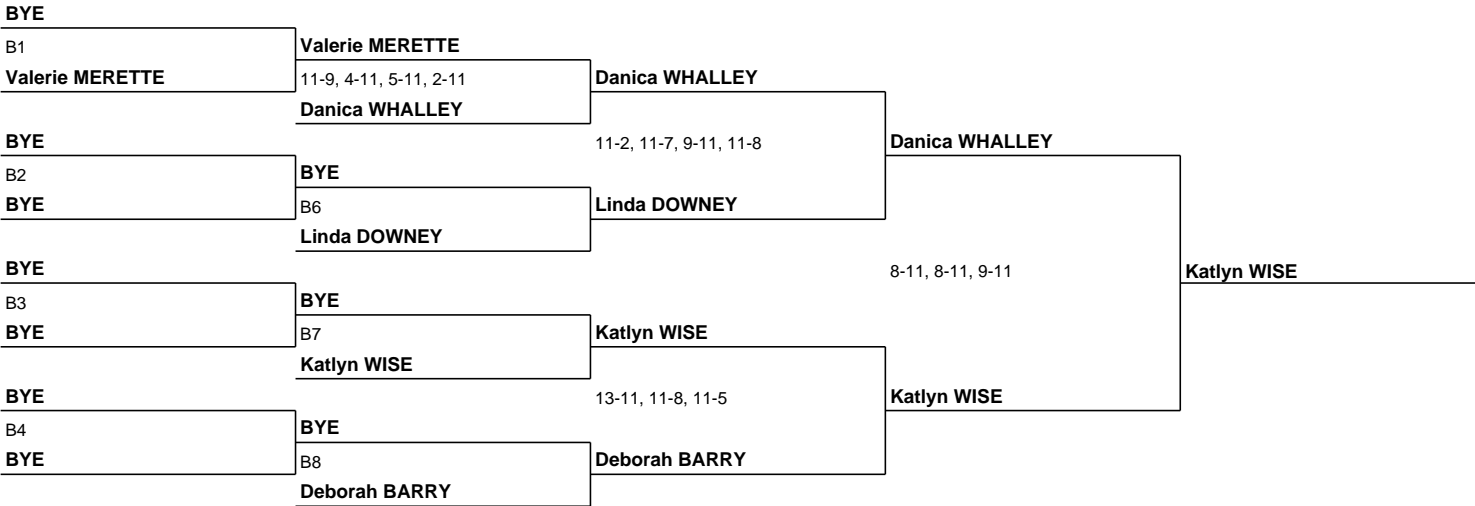 BYE
B1
Valerie MERETTE
Valerie MERETTE
11-9, 4-11, 5-11, 2-11
Danica WHALLEY
Danica WHALLEY
BYE
B2
BYE
BYE
B6
Linda DOWNEY
11-2, 11-7, 9-11, 11-8
Linda DOWNEY
Danica WHALLEY
BYE
B3
BYE
BYE
B7
Katlyn WISE
Katlyn WISE
8-11, 8-11, 9-11
Katlyn WISE
BYE
B4
BYE
BYE
B8
Deborah BARRY
13-11, 11-8, 11-5
Deborah BARRY
Katlyn WISE